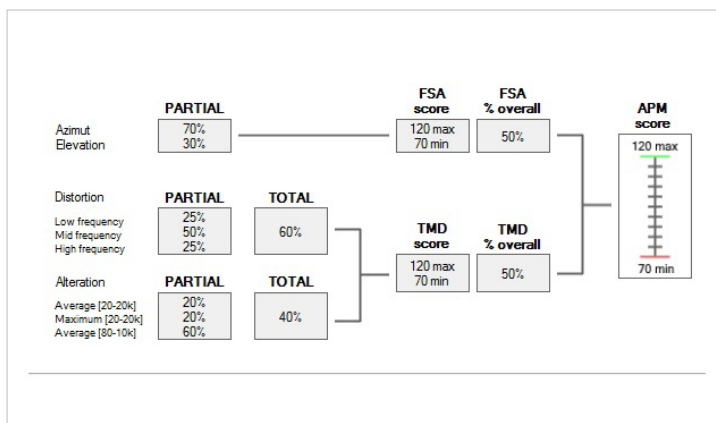 FSA score
FSA % overall
APM score
PARTIAL
Azimut 70%
Elevation 30%
120 max
70 min
50%
120 max
70 min
Distortion
PARTIAL
TOTAL
Low frequency 25%
Mid frequency 50%
High frequency 25%
60%
TMD score
TMD % overall
120 max
70 min
50%
Alteration
PARTIAL
TOTAL
Average [20-20k] 20%
Maximum [20-20k] 20%
Average [80-10k] 60%
40%